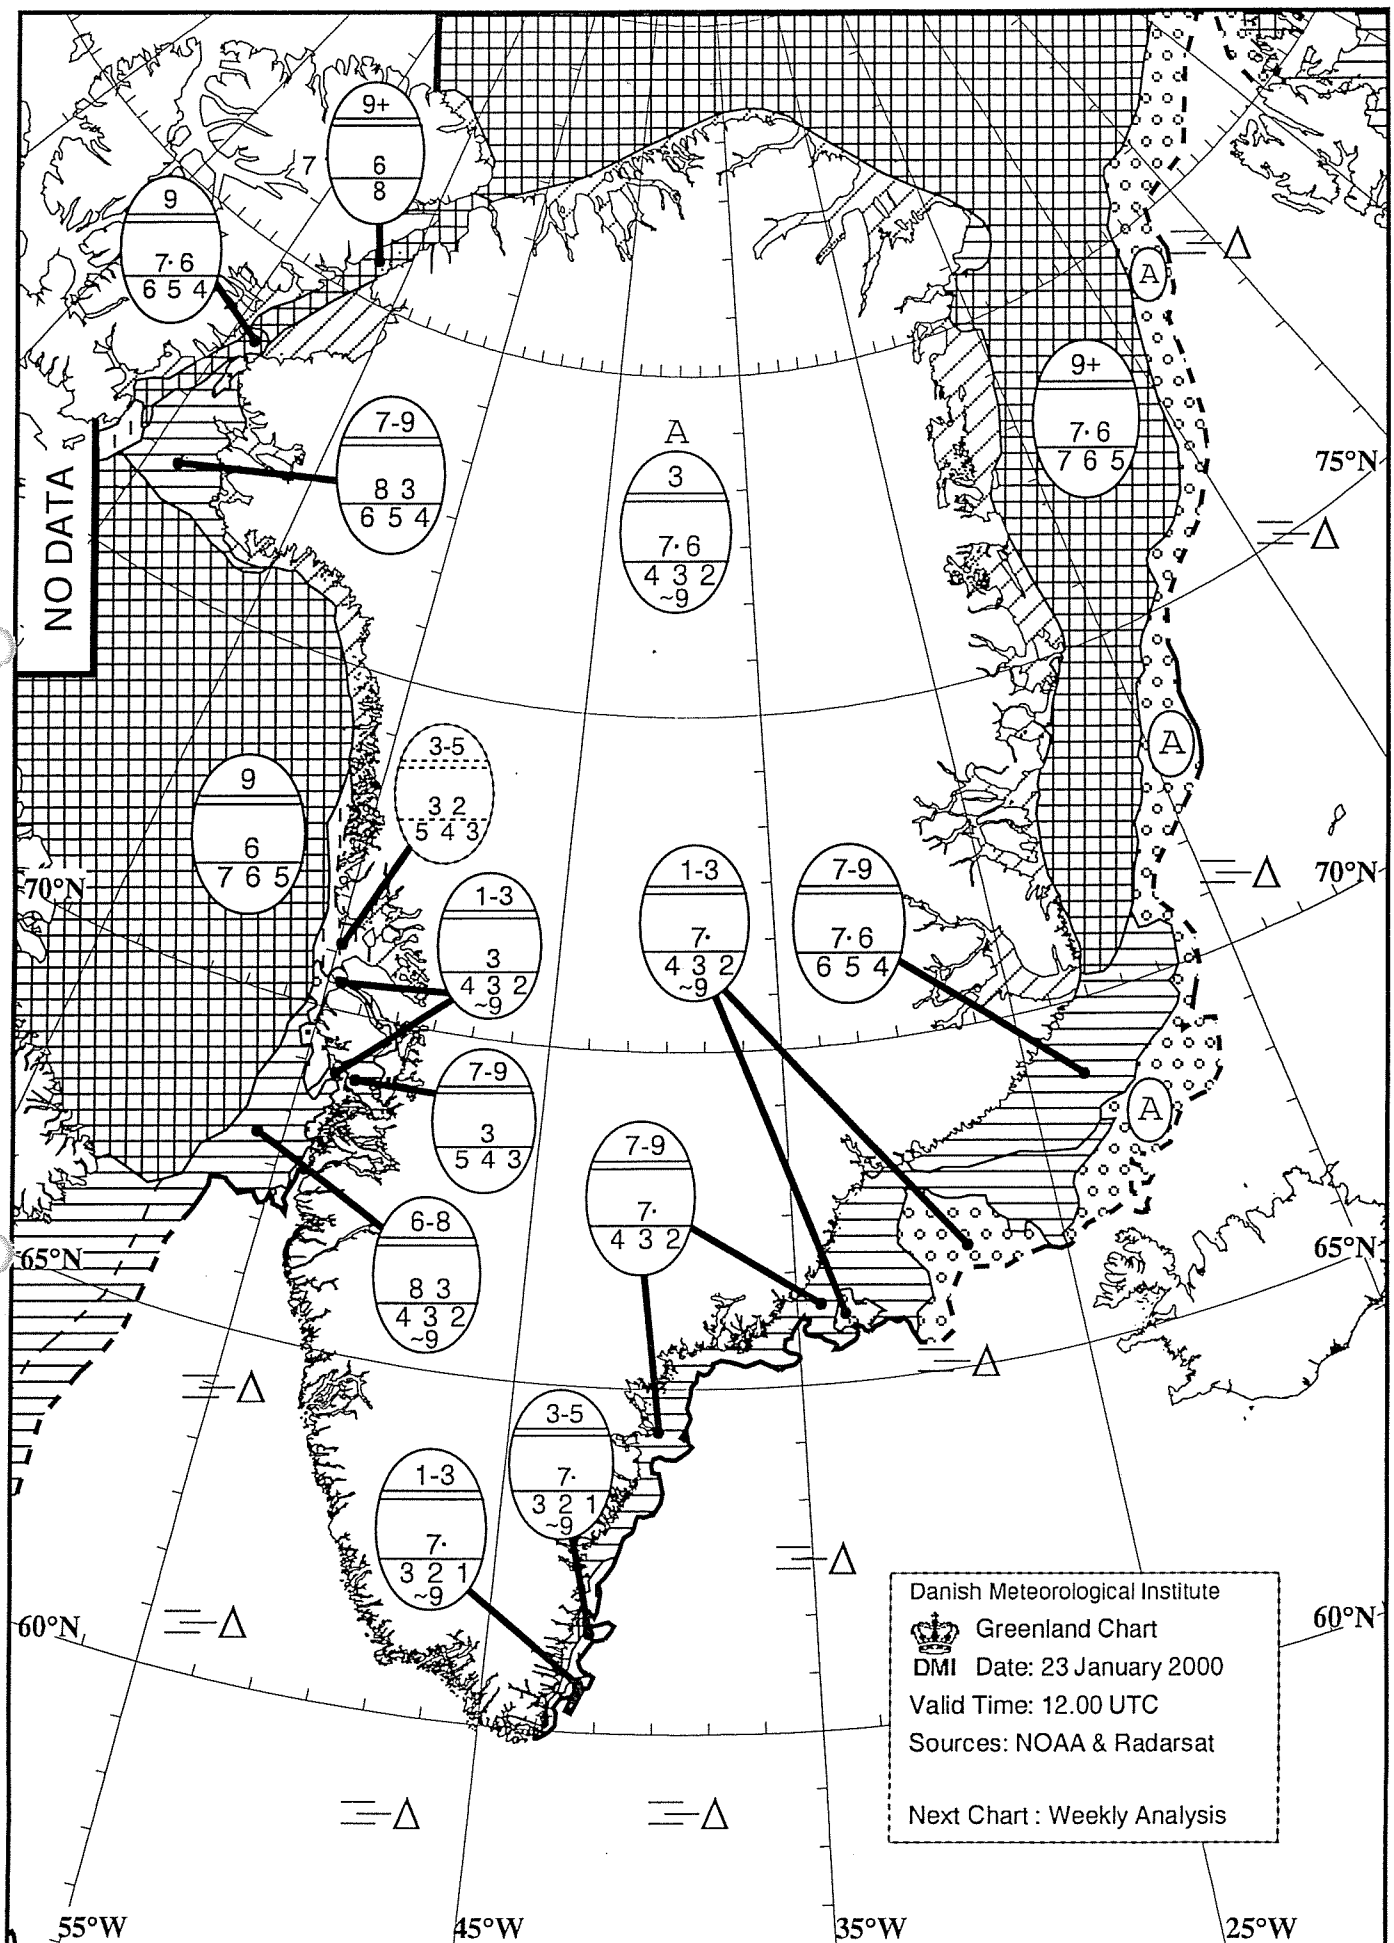 9+
6
8
7
9
7· 6
6 5 4
9+
7· 6
7 6 5
A
75°N
7-9
8 3
6 5 4
A
3
7· 6
4 3 2
~9
NO DATA
A
3-5
3 2
5 4 3
9
6
7 6 5
70°N
70°N
1-3
3
4 3 2
~9
1-3
7·
4 3 2
~9
7-9
7· 6
6 5 4
A
7-9
3
5 4 3
7-9
7·
4 3 2
6-8
8 3
4 3 2
~9
65°N
65°N
3-5
7·
3 2 1
~9
1-3
7·
3 2 1
~9
60°N
60°N
Danish Meteorological Institute
Greenland Chart
DMI Date: 23 January 2000
Valid Time: 12.00 UTC
Sources: NOAA & Radarsat
Next Chart : Weekly Analysis
55°W
45°W
35°W
25°W